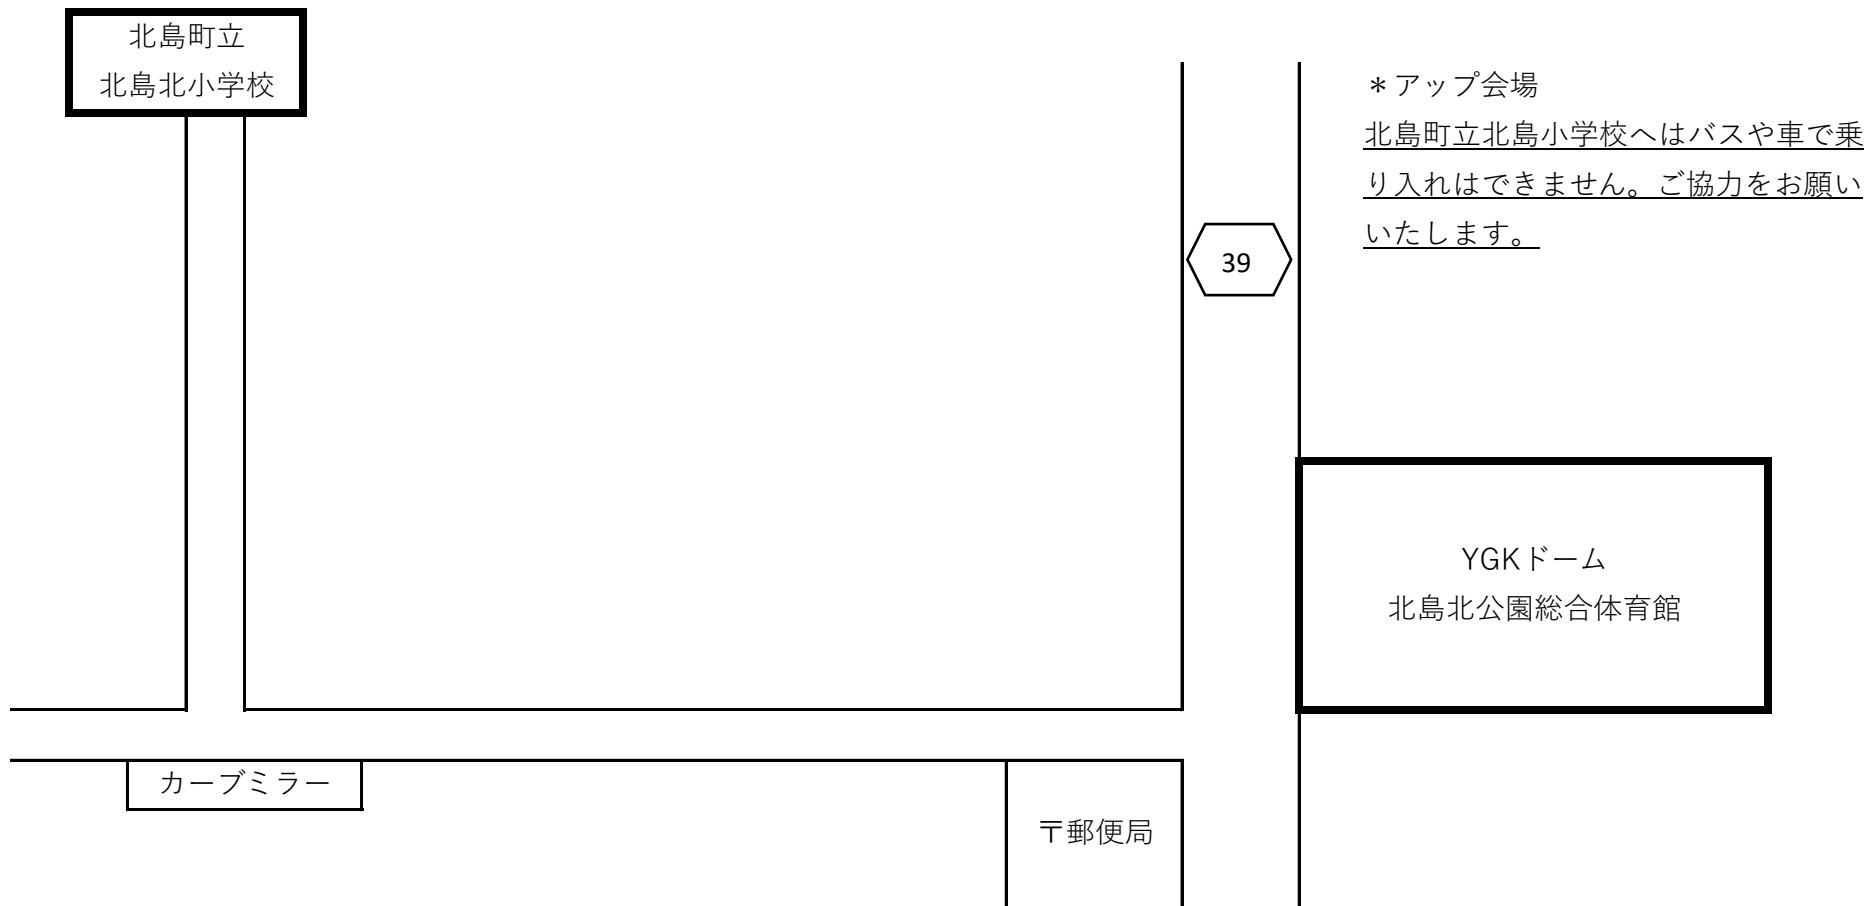 北島町立
北島北小学校
＊アップ会場
北島町立北島小学校へはバスや車で乗
り入れはできません。ご協力をお願い
いたします。
39
YGKドーム
北島北公園総合体育館
カーブミラー
〒郵便局